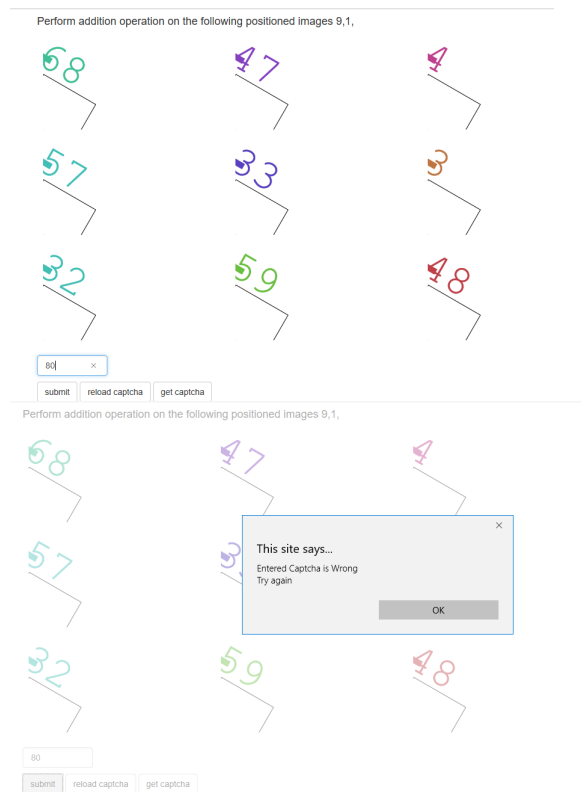 Perform addition operation on the following positioned images 9,1,
68 47 4
57 33 3
32 59 48
80
submit reload captcha get captcha
Perform addition operation on the following positioned images 9,1,
68 47 4
This site says...
Entered Captcha is Wrong
Try again
OK
57 3
32 59 48
80
submit reload captcha get captcha